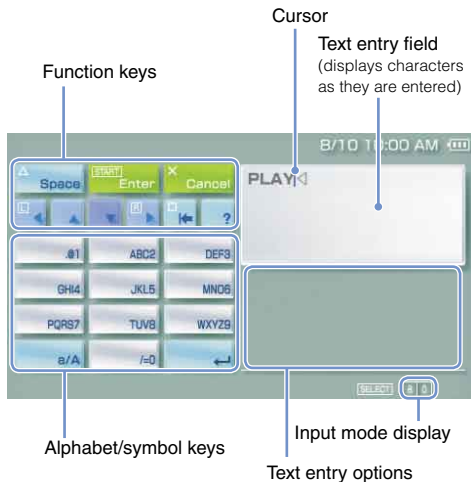 Cursor
Text entry field
(displays characters
as they are entered)
Function keys
8/10 10:00 AM
△ Space
START Enter
× Cancel
PLAY
L
R
□
?
.@1
ABC2
DEF3
GHI4
JKL5
MNO6
PQRS7
TUV8
WXYZ9
a/A
/=0
SELECT
Alphabet/symbol keys
Input mode display
Text entry options